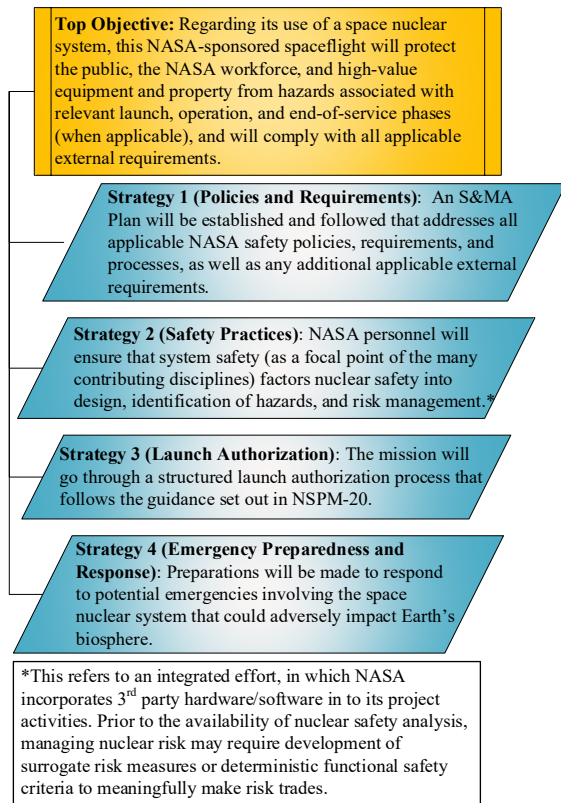 Top Objective: Regarding its use of a space nuclear
system, this NASA-sponsored spaceflight will protect
the public, the NASA workforce, and high-value
equipment and property from hazards associated with
relevant launch, operation, and end-of-service phases
(when applicable), and will comply with all applicable
external requirements.
Strategy 1 (Policies and Requirements): An S&MA
Plan will be established and followed that addresses all
applicable NASA safety policies, requirements, and
processes, as well as any additional applicable external
requirements.
Strategy 2 (Safety Practices): NASA personnel will
ensure that system safety (as a focal point of the many
contributing disciplines) factors nuclear safety into
design, identification of hazards, and risk management.*
Strategy 3 (Launch Authorization): The mission will
go through a structured launch authorization process that
follows the guidance set out in NSPM-20.
Strategy 4 (Emergency Preparedness and
Response): Preparations will be made to respond
to potential emergencies involving the space
nuclear system that could adversely impact Earth's
biosphere.
*This refers to an integrated effort, in which NASA
incorporates 3rd party hardware/software in to its project
activities. Prior to the availability of nuclear safety analysis,
managing nuclear risk may require development of
surrogate risk measures or deterministic functional safety
criteria to meaningfully make risk trades.